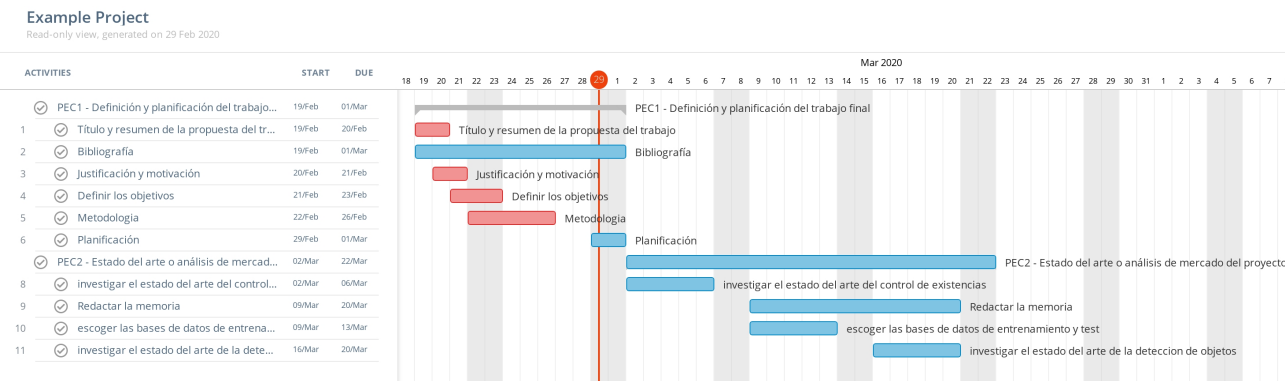 Example Project
Read-only view, generated on 29 Feb 2020
Mar 2020
ACTIVITIES START DUE 18 19 20 21 22 23 24 25 26 27 28 29 1 2 3 4 5 6 7 8 9 10 11 12 13 14 15 16 17 18 19 20 21 22 23 24 25 26 27 28 29 30 31 1 2 3 4 5 6 7
PEC1 - Definición y planificación del trabajo... 19/Feb 01/Mar PEC1 - Definición y planificación del trabajo final
1 Título y resumen de la propuesta del tr... 19/Feb 20/Feb Título y resumen de la propuesta del trabajo
2 Bibliografía 19/Feb 01/Mar Bibliografía
3 Justificación y motivación 20/Feb 21/Feb Justificación y motivación
4 Definir los objetivos 21/Feb 23/Feb Definir los objetivos
5 Metodologia 22/Feb 26/Feb Metodologia
6 Planificación 29/Feb 01/Mar Planificación
PEC2 - Estado del arte o análisis de mercad... 02/Mar 22/Mar PEC2 - Estado del arte o análisis de mercado del proyecto
8 investigar el estado del arte del control... 02/Mar 06/Mar investigar el estado del arte del control de existencias
9 Redactar la memoria 09/Mar 20/Mar Redactar la memoria
10 escoger las bases de datos de entrena... 09/Mar 13/Mar escoger las bases de datos de entrenamiento y test
11 investigar el estado del arte de la dete... 16/Mar 20/Mar investigar el estado del arte de la deteccion de objetos